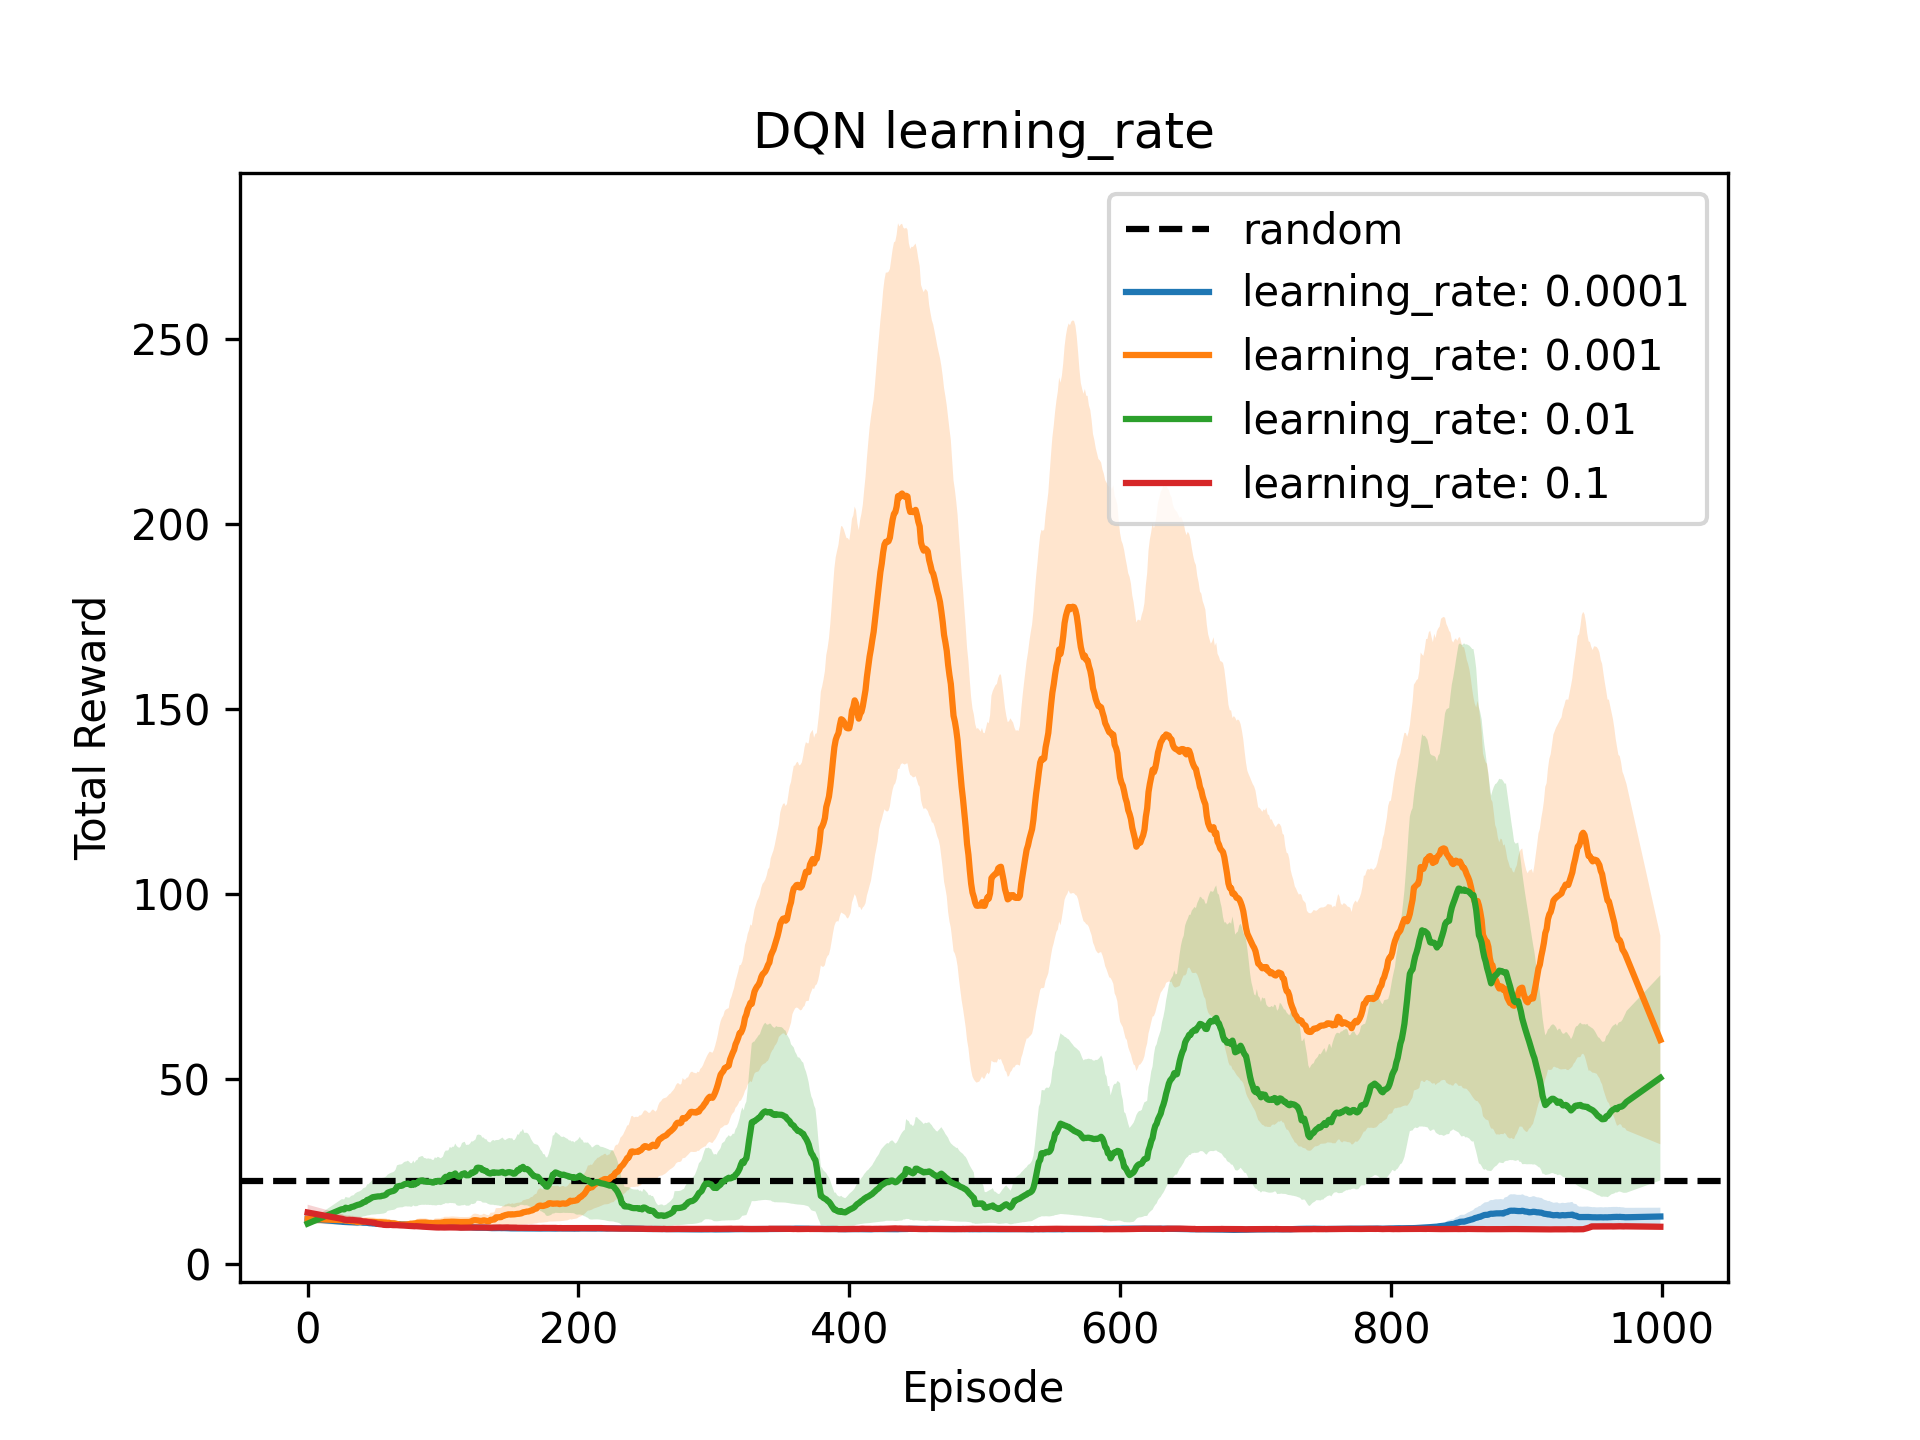 DQN learning_rate
random
learning_rate: 0.0001
learning_rate: 0.001
learning_rate: 0.01
learning_rate: 0.1
Total Reward
250
200
150
100
50
0
0 200 400 600 800 1000
Episode